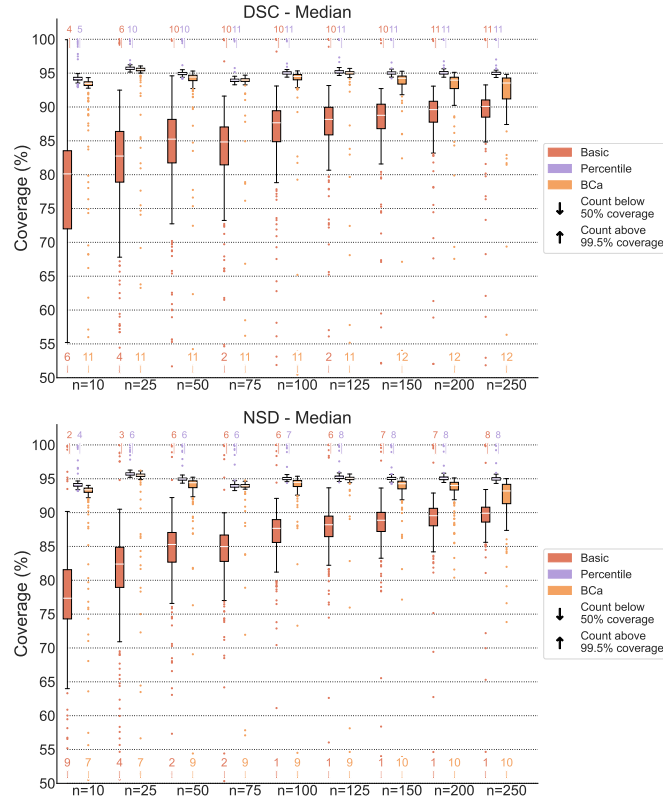 DSC - Median
4 5 6 10 10 10 10 11 10 11 10 11 10 11 11 11 11 11
100
95
90
85
80
75
70
65
60
55
50
Coverage (%)
6 11 4 11 11 2 11 11 2 11 12 12 12
n=10 n=25 n=50 n=75 n=100 n=125 n=150 n=200 n=250
Basic
Percentile
BCa
Count below
50% coverage
Count above
99.5% coverage
NSD - Median
2 4 3 6 6 6 6 6 6 7 6 8 7 8 7 8 8 8
100
95
90
85
80
75
70
65
60
55
50
Coverage (%)
9 7 4 7 2 9 2 9 9 1 9 1 10 1 10 1 10
n=10 n=25 n=50 n=75 n=100 n=125 n=150 n=200 n=250
Basic
Percentile
BCa
Count below
50% coverage
Count above
99.5% coverage